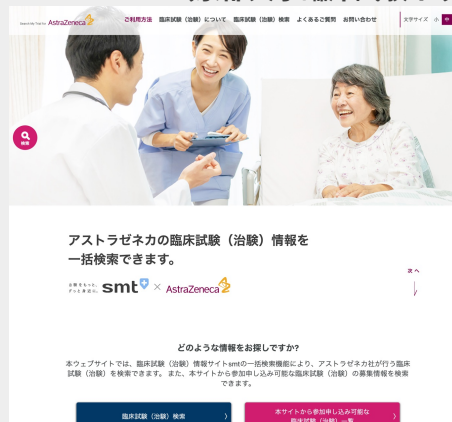 AstraZeneca
ご利用方法 臨床試験（治験）について 臨床試験（治験）検索 よくあるご質問 お問い合わせ
文字サイズ 小 中
検索
アストラゼネカの臨床試験（治験）情報を
一括検索できます。
smt × AstraZeneca
次へ
どのような情報をお探しですか?
本ウェブサイトでは、臨床試験（治験）情報サイトsmtの一括検索機能により、アストラゼネカ社が行う臨床
試験（治験）を検索できます。また、本サイトから参加申し込み可能な臨床試験（治験）の募集情報を検索
できます。
臨床試験（治験）検索
本サイトから参加申し込み可能な
臨床試験（治験）一覧